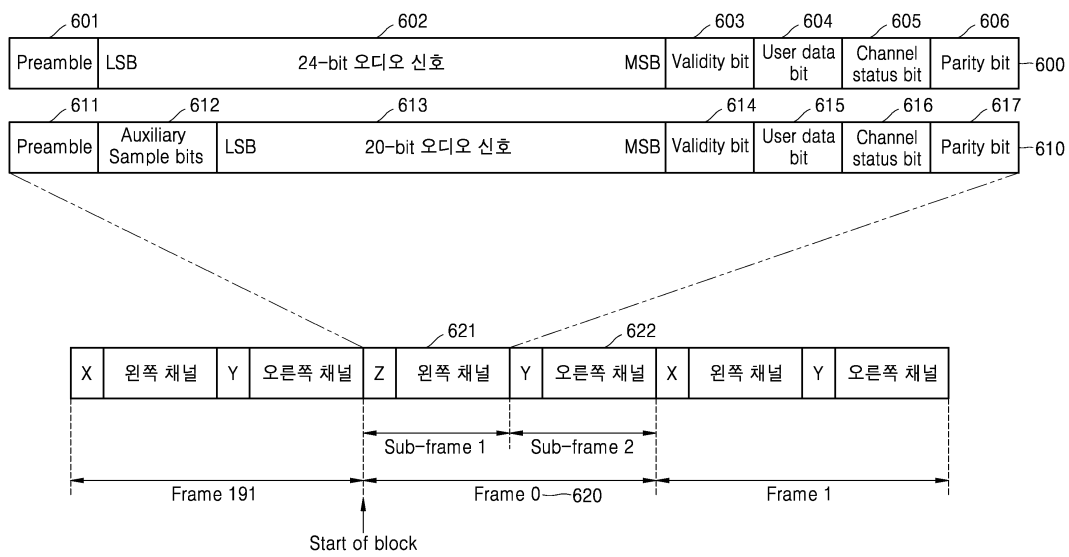 601 602 603 604 605 606
Preamble LSB 24-bit 오디오 신호 MSB Validity bit User data bit Channel status bit Parity bit 600
611 612 613 614 615 616 617
Preamble Auxiliary Sample bits LSB 20-bit 오디오 신호 MSB Validity bit User data bit Channel status bit Parity bit 610
621 622
X 왼쪽 채널 Y 오른쪽 채널 Z 왼쪽 채널 Y 오른쪽 채널 X 왼쪽 채널 Y 오른쪽 채널
Sub-frame 1 Sub-frame 2
Frame 191 Frame 0 620 Frame 1
Start of block